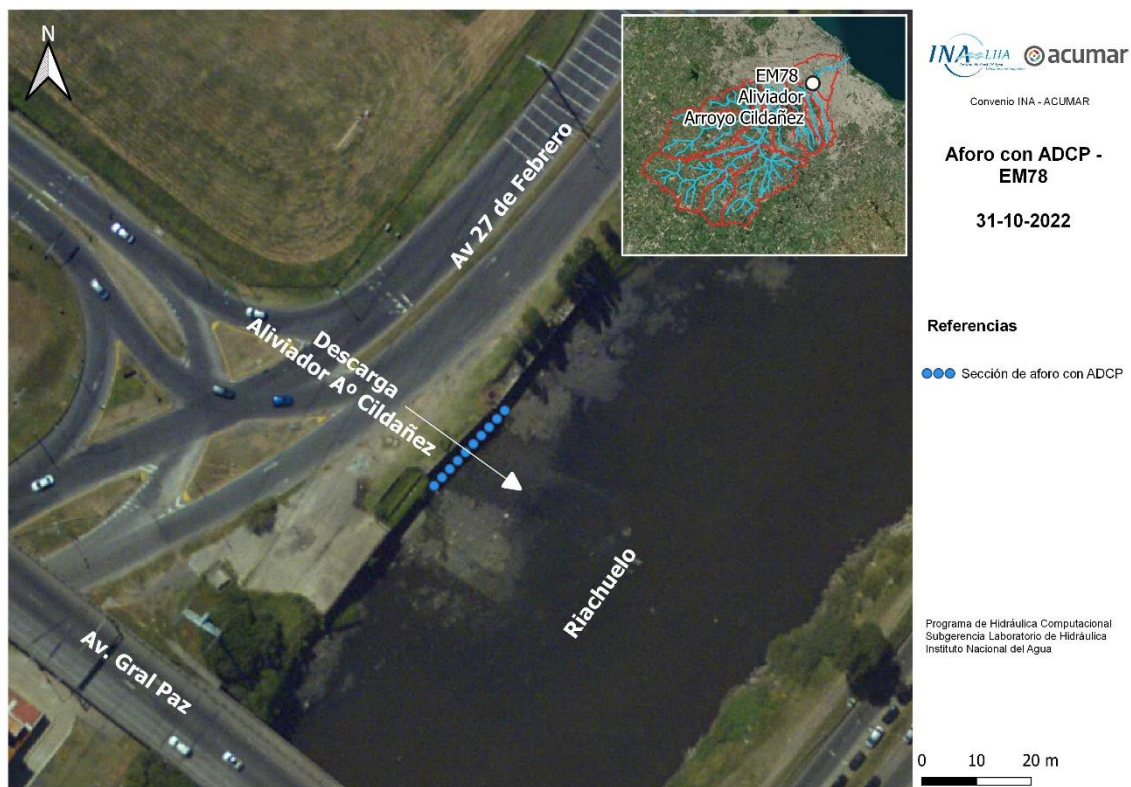 N
Av 27 de Febrero
Descarga
Aliviador Aº Cildañez
Riachuelo
Av. Gral Paz
EM78
Aliviador
Arroyo Cildañez
INA LHA
acumar
Convenio INA - ACUMAR
Aforo con ADCP -
EM78
31-10-2022
Referencias
Sección de aforo con ADCP
Programa de Hidráulica Computacional
Subgerencia Laboratorio de Hidráulica
Instituto Nacional del Agua
0 10 20 m